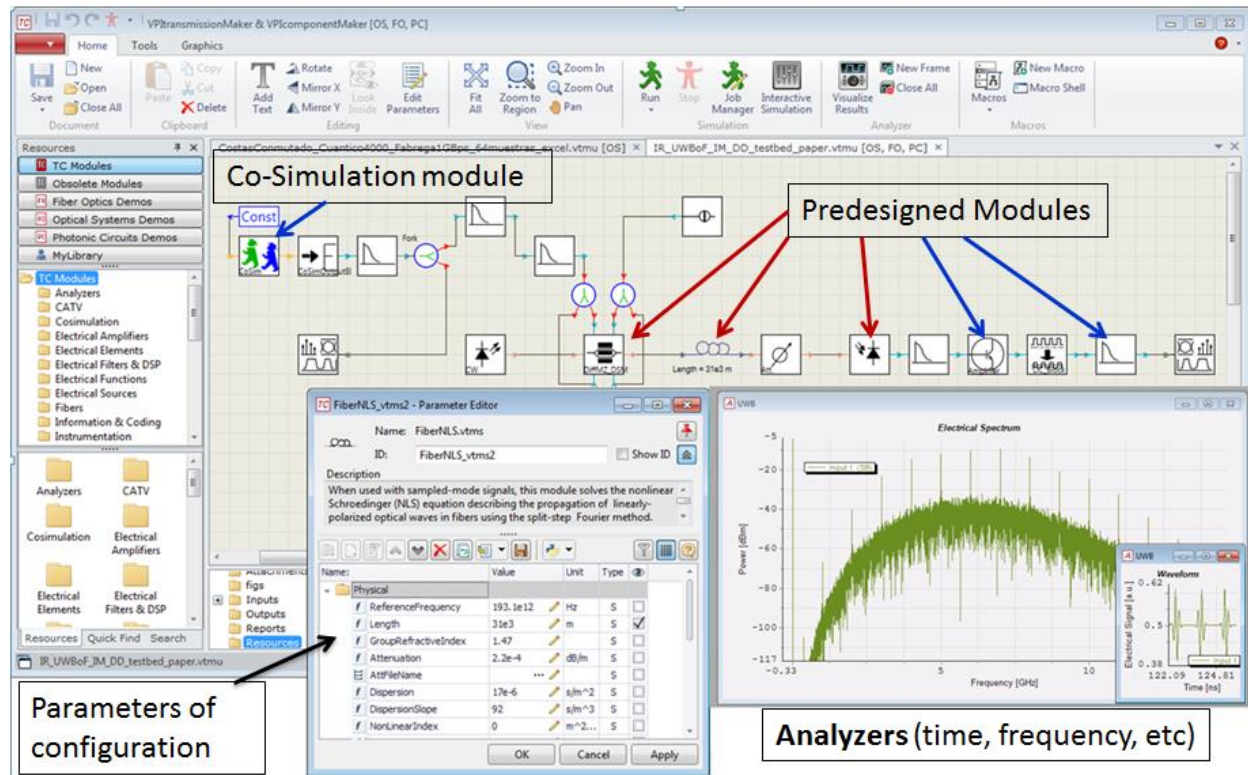 TC
VPItransmissionMaker & VPIcomponentMaker [OS, FO, PC]
Home Tools Graphics
Save
New
Open
Close All
Document
Paste
Copy
Cut
Delete
Clipboard
Add Text
Rotate
Mirror X
Mirror Y
Look Inside
Edit Parameters
Editing
Fit All
Zoom to Region
Zoom In
Zoom Out
Pan
View
Run
Stop
Job Manager
Interactive Simulation
Simulation
Visualize Results
New Frame
Close All
Analyzer
Macros
New Macro
Macro Shell
Macros
Resources
CostasConmutado_Cuantico4000_Fabrega1GBps_64muestras_excel.vtmu [OS]
IR_UWBoF_IM_DD_testbed_paper.vtmu [OS, FO, PC]
TC Modules
Obsolete Modules
Fiber Optics Demos
Optical Systems Demos
Photonic Circuits Demos
MyLibrary
TC Modules
Analyzers
CATV
Cosimulation
Electrical Amplifiers
Electrical Elements
Electrical Filters & DSP
Electrical Functions
Electrical Sources
Fibers
Information & Coding
Instrumentation
Analyzers
CATV
Cosimulation
Electrical Amplifiers
Electrical Elements
Electrical Filters & DSP
Resources Quick Find Search
IR_UWBoF_IM_DD_testbed_paper.vtmu
Co-Simulation module
Predesigned Modules
Const
CoSim
Fork
CW
DiffMZ_DSM
Length = 31e3 m
figs
Inputs
Outputs
Reports
Resources
TC FiberNLS_vtms2 - Parameter Editor
Name: FiberNLS.vtms
ID: FiberNLS_vtms2
Show ID
Description
When used with sampled-mode signals, this module solves the nonlinear
Schroedinger (NLS) equation describing the propagation of linearly-
polarized optical waves in fibers using the split-step Fourier method.
Name: Value Unit Type
Physical
f ReferenceFrequency 193.1e12 Hz S
f Length 31e3 m S
f GroupRefractiveIndex 1.47 S
f Attenuation 2.2e-4 dB/m S
AttFileName ... S
f Dispersion 17e-6 s/m^2 S
f DispersionSlope 92 s/m^3 S
f NonLinearIndex 0 m^2... S
OK Cancel Apply
Parameters of
configuration
A UWB
Electrical Spectrum
Input 1 (SB)
Power [dBm]
-5
-20
-40
-60
-80
-100
-117
-0.33 5 10
Frequency [GHz]
A UWB
Waveform
Electrical Signal [a.u.]
0.62
0.5
0.38
Input 1
122.09 124.81
Time [ns]
Analyzers (time, frequency, etc)